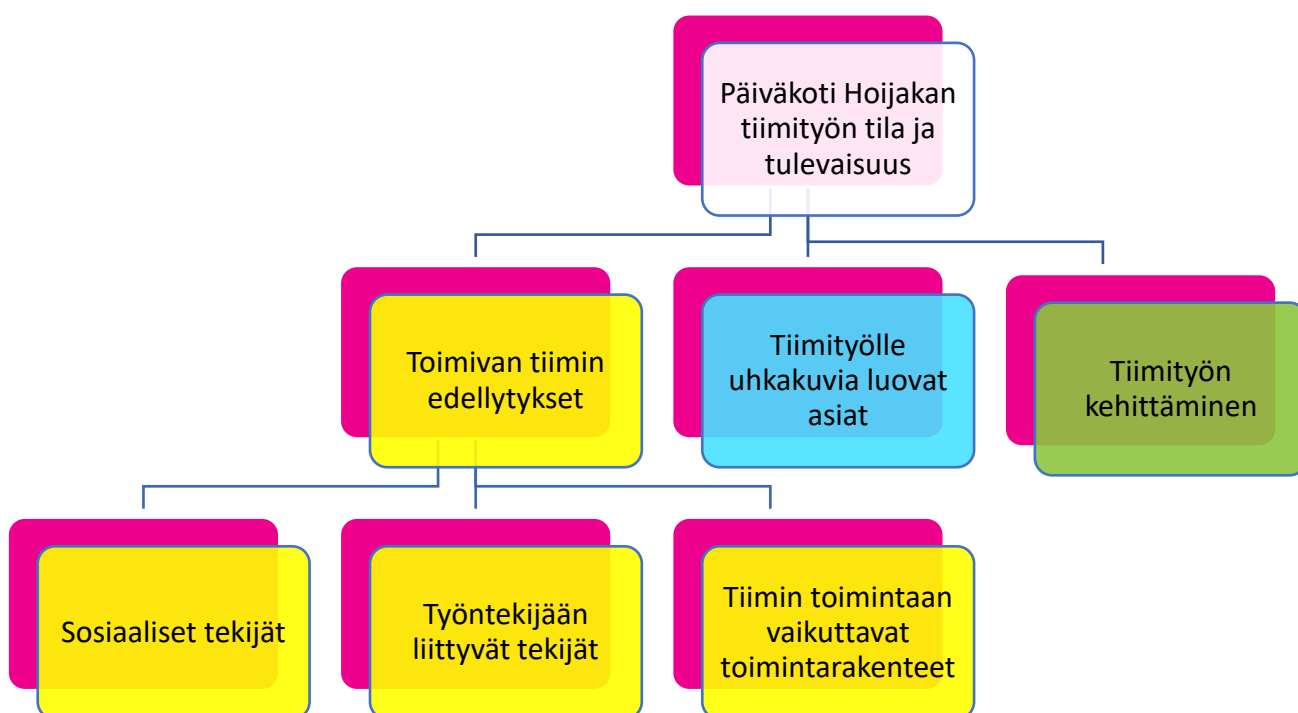 Päiväkoti Hoijakan
tiimityön tila ja
tulevaisuus
Toimivan tiimin
edellytykset
Tiimityölle
uhkakuvia luovat
asiat
Tiimityön
kehittäminen
Sosiaaliset tekijät
Työntekijään
liittyvät tekijät
Tiimin toimintaan
vaikuttavat
toimintarakenteet